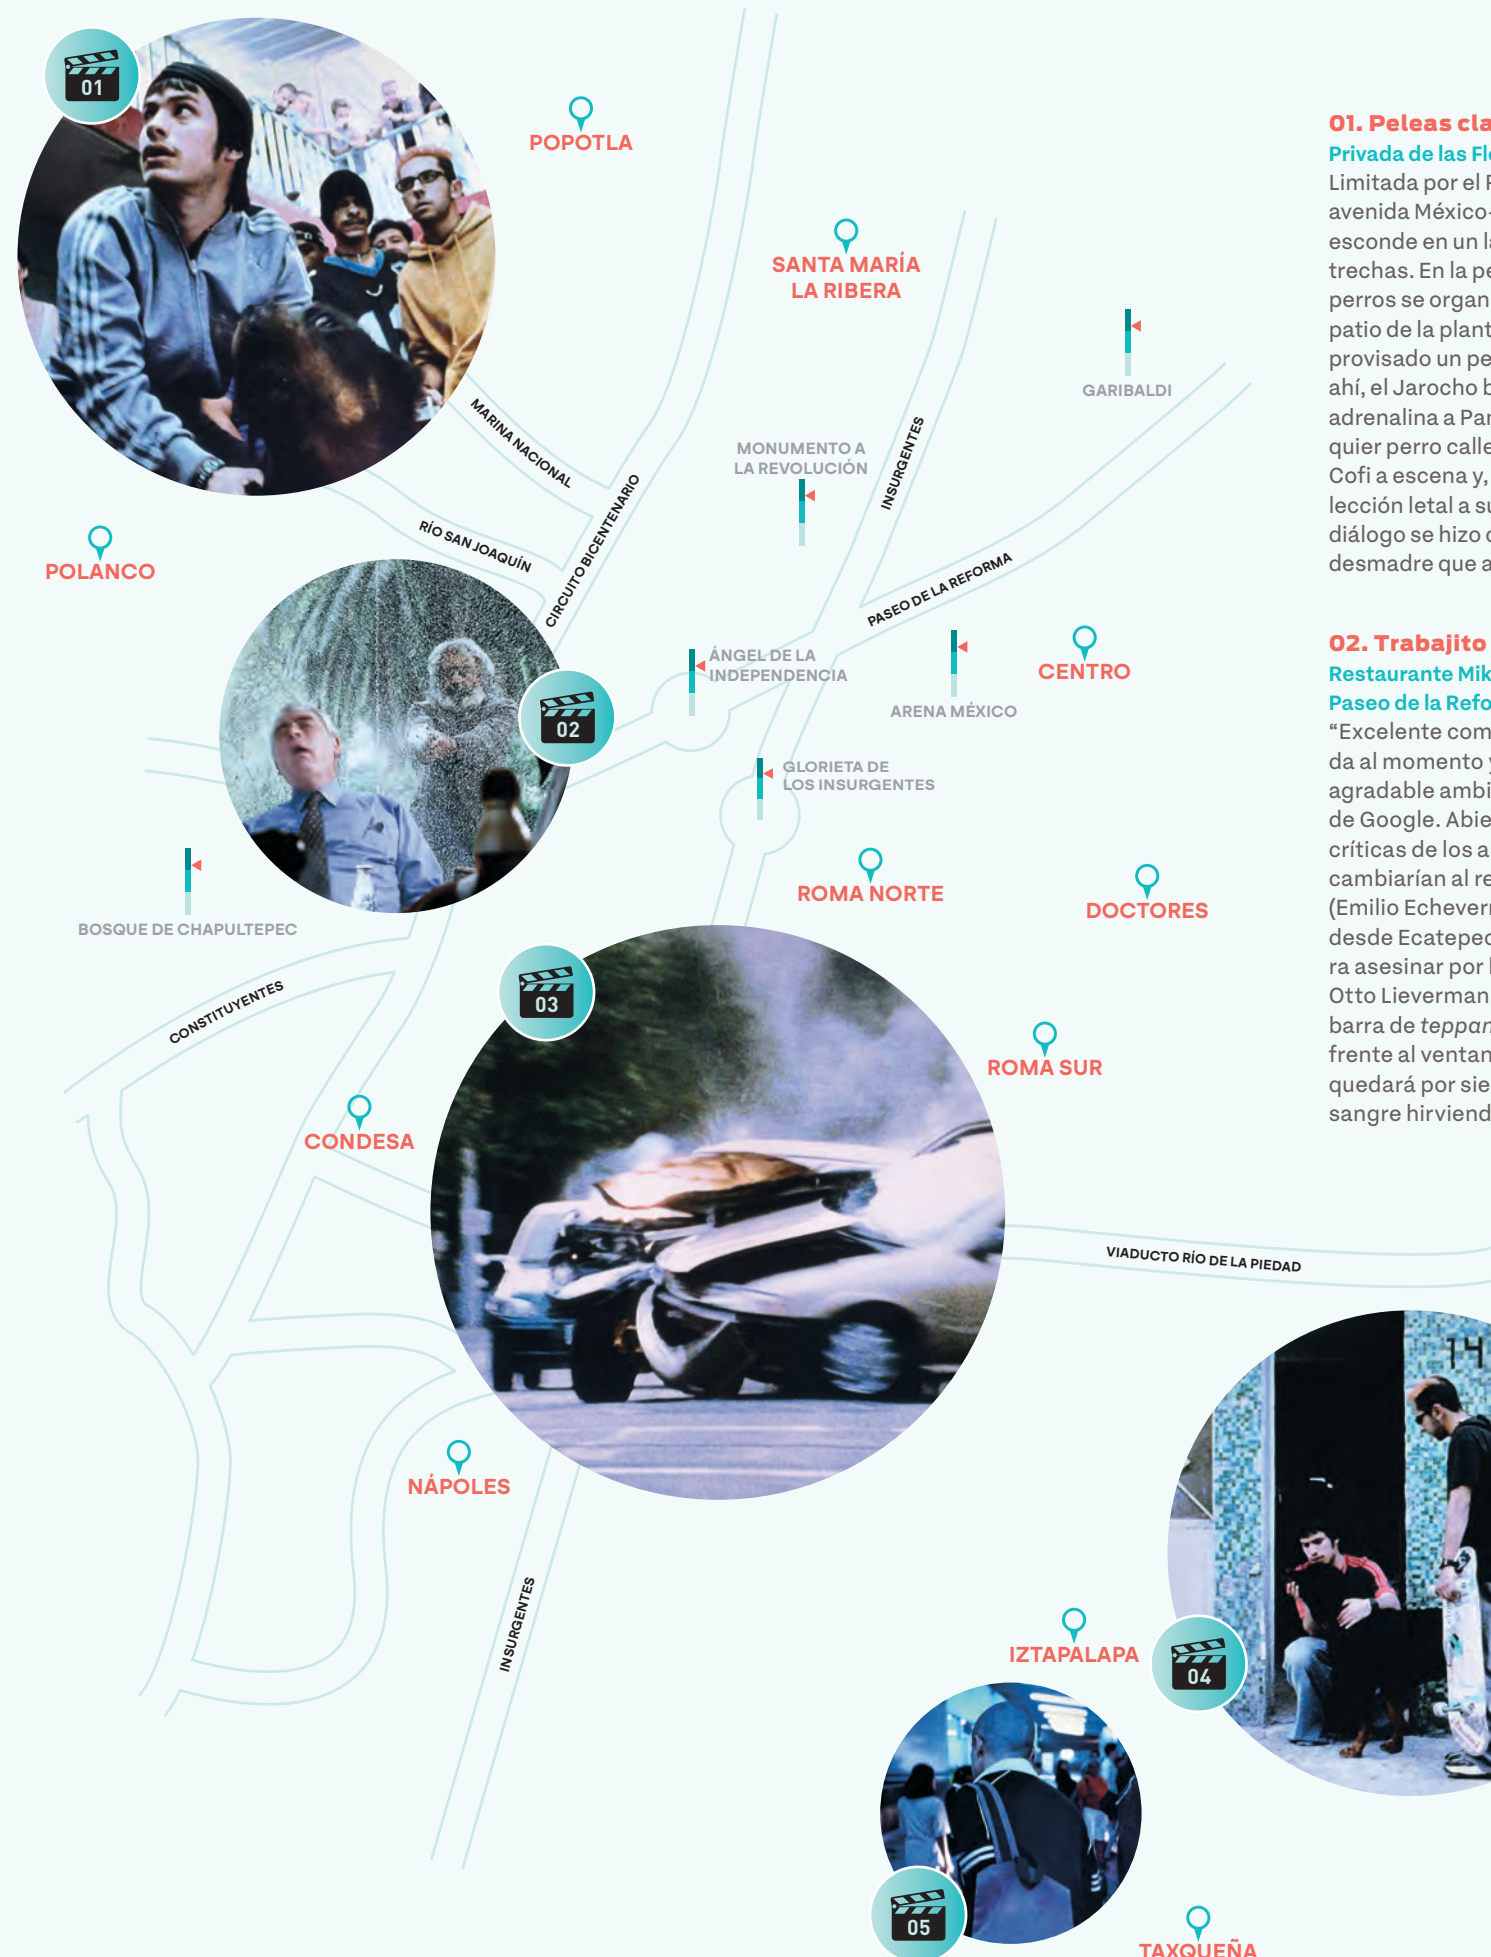 01
POPOTLA
SANTA MARÍA
LA RIBERA
GARIBALDI
MARINA NACIONAL
MONUMENTO A
LA REVOLUCIÓN
INSURGENTES
RÍO SAN JOAQUÍN
CIRCUITO BICENTENARIO
POLANCO
PASEO DE LA REFORMA
ÁNGEL DE LA
INDEPENDENCIA
CENTRO
ARENA MÉXICO
02
GLORIETA DE
LOS INSURGENTES
ROMA NORTE
DOCTORES
BOSQUE DE CHAPULTEPEC
CONSTITUYENTES
03
ROMA SUR
CONDESA
VIADUCTO RÍO DE LA PIEDAD
14
NÁPOLES
INSURGENTES
IZTAPALAPA
04
05
TAXQUEÑA
01. Peleas cla
Privada de las Fl
Limitada por el
avenida México-
esconde en un la
trechas. En la pe
perros se organ
patio de la plant
provisado un pe
ahí, el Jarocho b
adrenalina a Pa
quier perro calle
Cofi a escena y,
lección letal a su
diálogo se hizo
desmadre que a
02. Trabajito
Restaurante Mik
Paseo de la Refo
“Excelente com
da al momento y
agradable ambi
de Google. Abie
críticas de los a
cambiarían al re
(Emilio Echever
desde Ecatepec
ra asesinar por
Otto Lieverman
barra de teppan
frente al ventan
quedará por sie
sangre hirviend